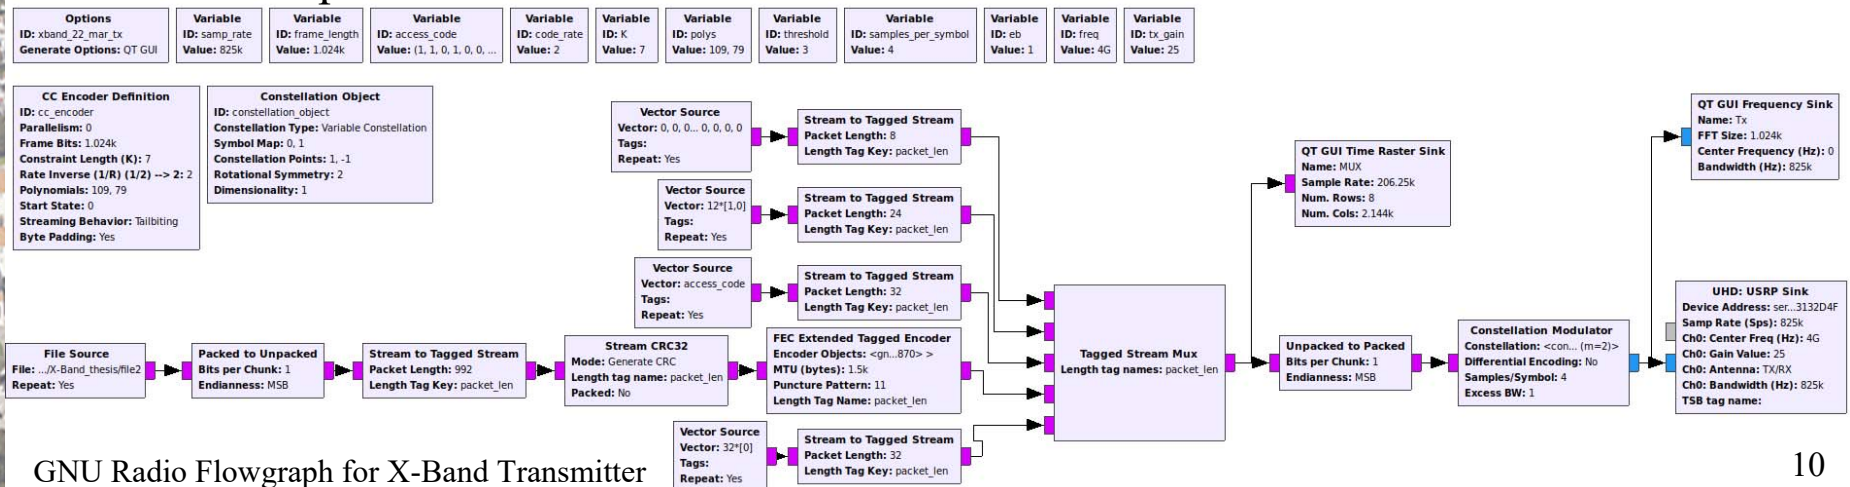 Options
ID: xband_22_mar_tx
Generate Options: QT GUI
Variable
ID: samp_rate
Value: 825k
Variable
ID: frame_length
Value: 1.024k
Variable
ID: access_code
Value: (1, 1, 0, 1, 0, 0, ...
Variable
ID: code_rate
Value: 2
Variable
ID: K
Value: 7
Variable
ID: polys
Value: 109, 79
Variable
ID: threshold
Value: 3
Variable
ID: samples_per_symbol
Value: 4
Variable
ID: eb
Value: 1
Variable
ID: freq
Value: 4G
Variable
ID: tx_gain
Value: 25
CC Encoder Definition
ID: cc_encoder
Parallelism: 0
Frame Bits: 1.024k
Constraint Length (K): 7
Rate Inverse (1/R) (1/2) --> 2: 2
Polynomials: 109, 79
Start State: 0
Streaming Behavior: Tailbiting
Byte Padding: Yes
Constellation Object
ID: constellation_object
Constellation Type: Variable Constellation
Symbol Map: 0, 1
Constellation Points: 1, -1
Rotational Symmetry: 2
Dimensionality: 1
Vector Source
Vector: 0, 0, 0... 0, 0, 0, 0
Tags:
Repeat: Yes
Stream to Tagged Stream
Packet Length: 8
Length Tag Key: packet_len
Vector Source
Vector: 12*[1,0]
Tags:
Repeat: Yes
Stream to Tagged Stream
Packet Length: 24
Length Tag Key: packet_len
Vector Source
Vector: access_code
Tags:
Repeat: Yes
Stream to Tagged Stream
Packet Length: 32
Length Tag Key: packet_len
File Source
File: .../X-Band_thesis/file2
Repeat: Yes
Packed to Unpacked
Bits per Chunk: 1
Endianness: MSB
Stream to Tagged Stream
Packet Length: 992
Length Tag Key: packet_len
Stream CRC32
Mode: Generate CRC
Length tag name: packet_len
Packed: No
FEC Extended Tagged Encoder
Encoder Objects: <gn...870> >
MTU (bytes): 1.5k
Puncture Pattern: 11
Length Tag Name: packet_len
Vector Source
Vector: 32*[0]
Tags:
Repeat: Yes
Stream to Tagged Stream
Packet Length: 32
Length Tag Key: packet_len
Tagged Stream Mux
Length tag names: packet_len
QT GUI Time Raster Sink
Name: MUX
Sample Rate: 206.25k
Num. Rows: 8
Num. Cols: 2.144k
Unpacked to Packed
Bits per Chunk: 1
Endianness: MSB
Constellation Modulator
Constellation: <con... (m=2)>
Differential Encoding: No
Samples/Symbol: 4
Excess BW: 1
QT GUI Frequency Sink
Name: Tx
FFT Size: 1.024k
Center Frequency (Hz): 0
Bandwidth (Hz): 825k
UHD: USRP Sink
Device Address: ser...3132D4F
Samp Rate (Sps): 825k
Ch0: Center Freq (Hz): 4G
Ch0: Gain Value: 25
Ch0: Antenna: TX/RX
Ch0: Bandwidth (Hz): 825k
TSB tag name:
GNU Radio Flowgraph for X-Band Transmitter
10